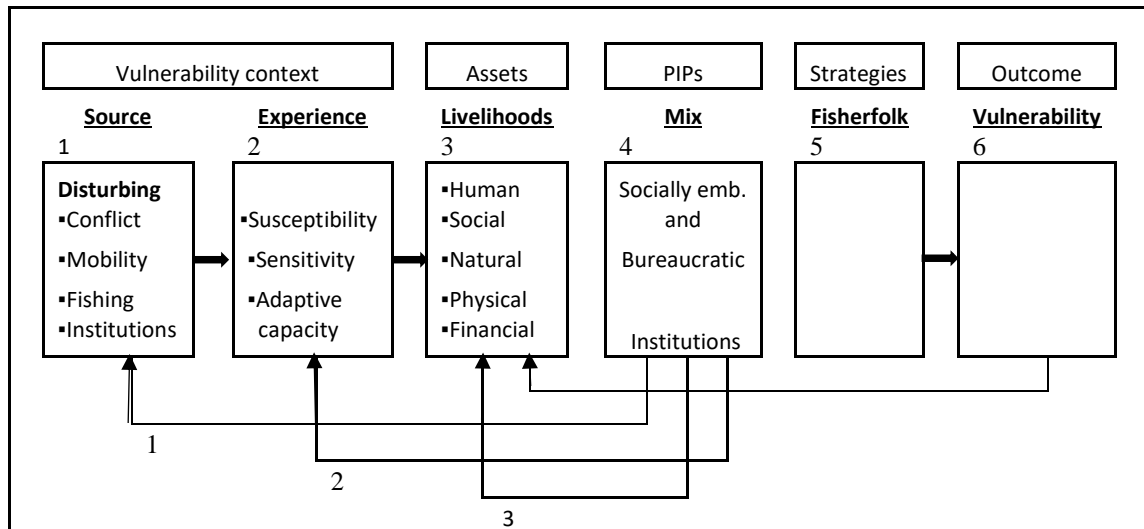 Vulnerability context
Assets
PIPs
Strategies
Outcome
Source
Experience
Livelihoods
Mix
Fisherfolk
Vulnerability
1
2
3
4
5
6
Disturbing
▪Conflict
▪Mobility
▪Fishing
▪Institutions
▪Susceptibility
▪Sensitivity
▪Adaptive
capacity
▪Human
▪Social
▪Natural
▪Physical
▪Financial
Socially emb.
and
Bureaucratic
Institutions
1
2
3